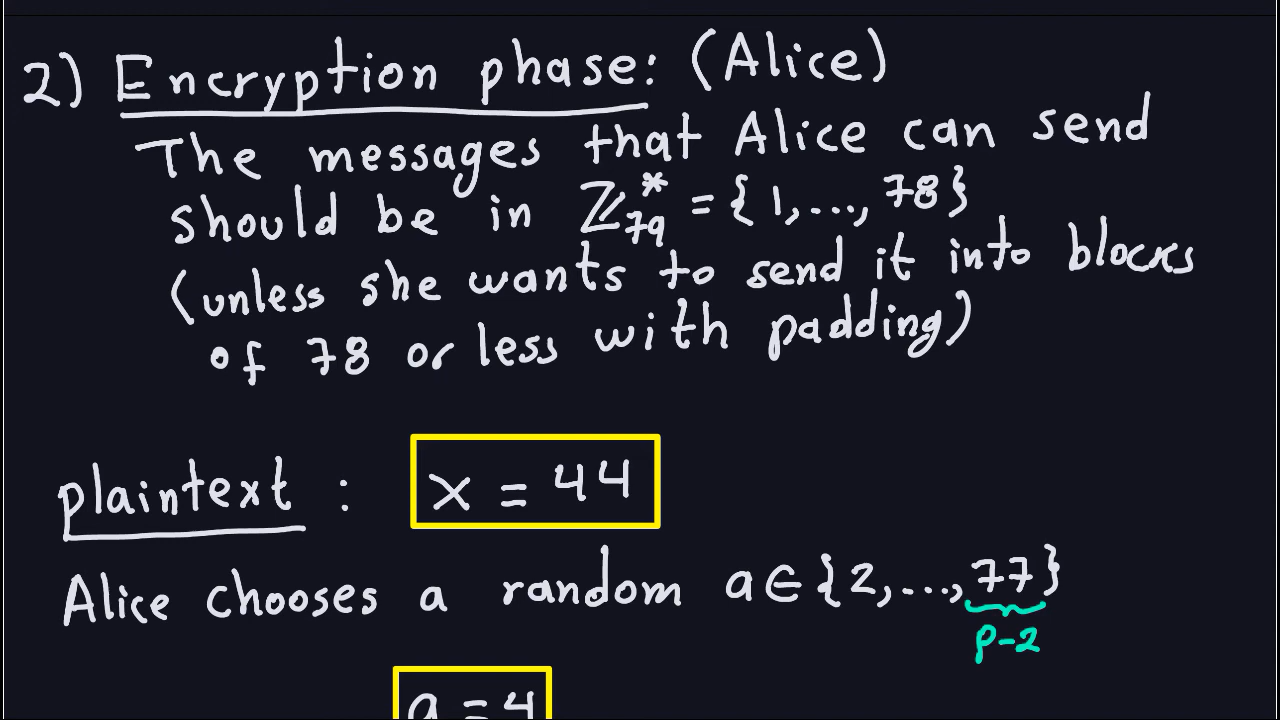 2) Encryption phase: (Alice)
The messages that Alice can send
should be in ℤ*₇₉ = {1,...,78}
(unless she wants to send it into blocks
of 78 or less with padding)
plaintext : x = 44
Alice chooses a random a∈{2,...,77}
p-2
a = 4